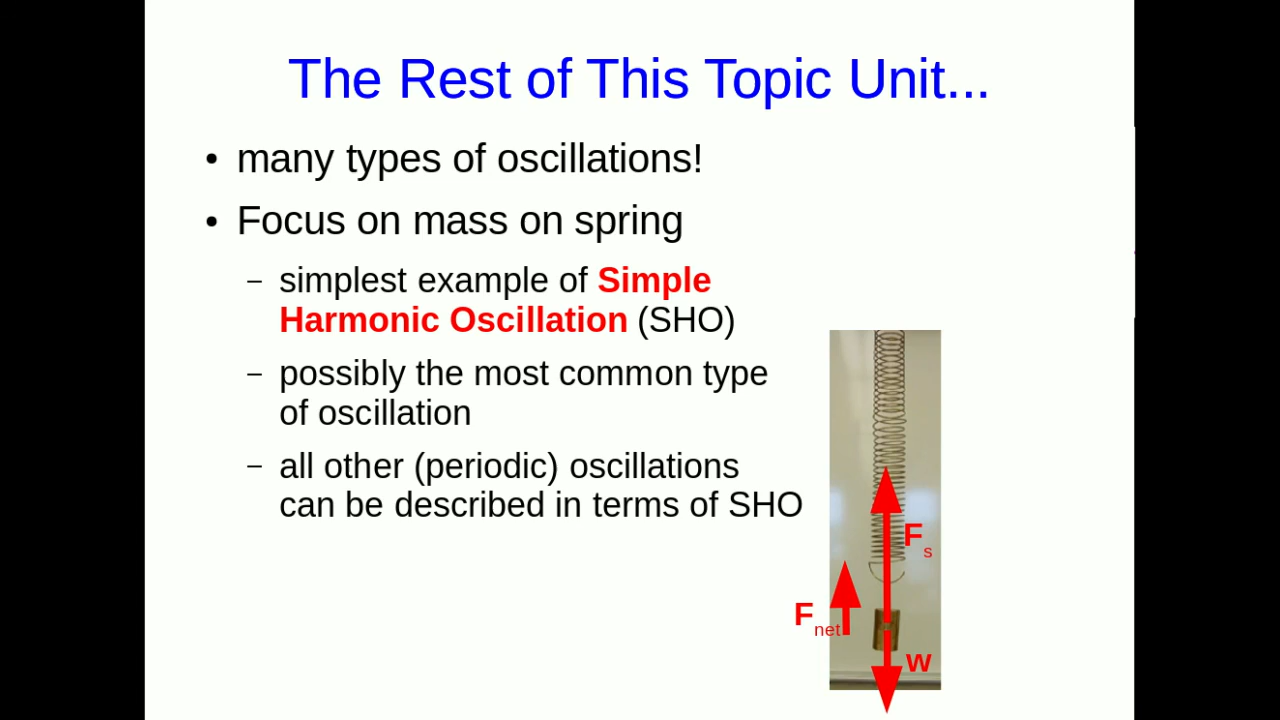 The Rest of This Topic Unit...
• many types of oscillations!
• Focus on mass on spring
– simplest example of Simple
Harmonic Oscillation (SHO)
– possibly the most common type
of oscillation
– all other (periodic) oscillations
can be described in terms of SHO
Fs
Fnet
w